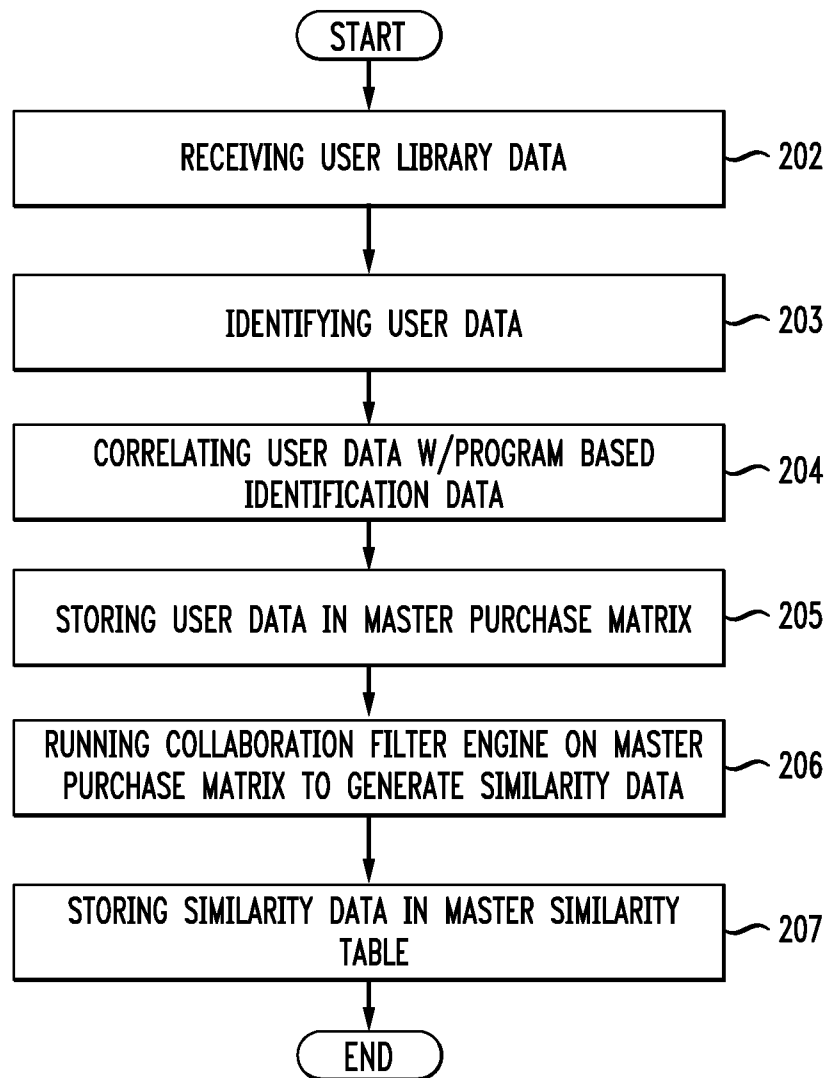 START
RECEIVING USER LIBRARY DATA
202
IDENTIFYING USER DATA
203
CORRELATING USER DATA W/PROGRAM BASED
IDENTIFICATION DATA
204
STORING USER DATA IN MASTER PURCHASE MATRIX
205
RUNNING COLLABORATION FILTER ENGINE ON MASTER
PURCHASE MATRIX TO GENERATE SIMILARITY DATA
206
STORING SIMILARITY DATA IN MASTER SIMILARITY
TABLE
207
END